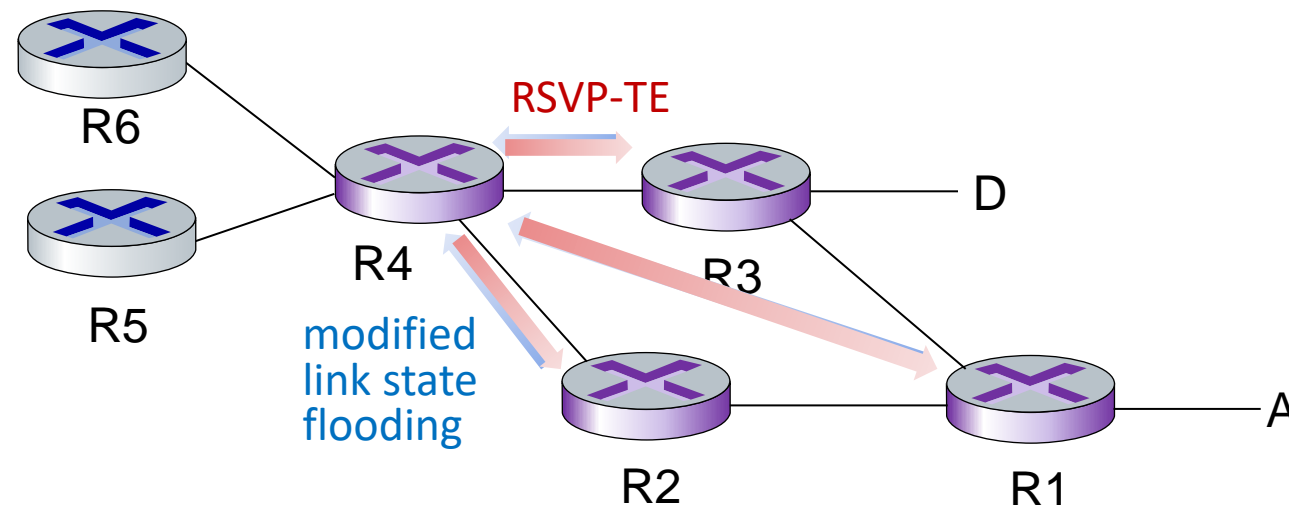 R6
RSVP-TE
D
R4
R3
R5
modified
link state
flooding
A
R2
R1